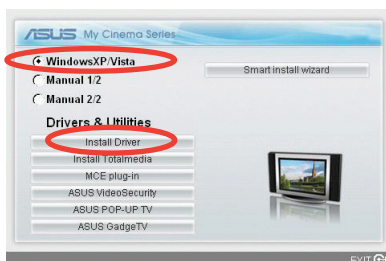 ASUS My Cinema Series
WindowsXP/Vista
Manual 1/2
Manual 2/2
Smart install wizard
Drivers & Utilities
Install Driver
Install Totalmedia
MCE plug-in
ASUS VideoSecurity
ASUS POP-UP TV
ASUS GadgeTV
EXIT